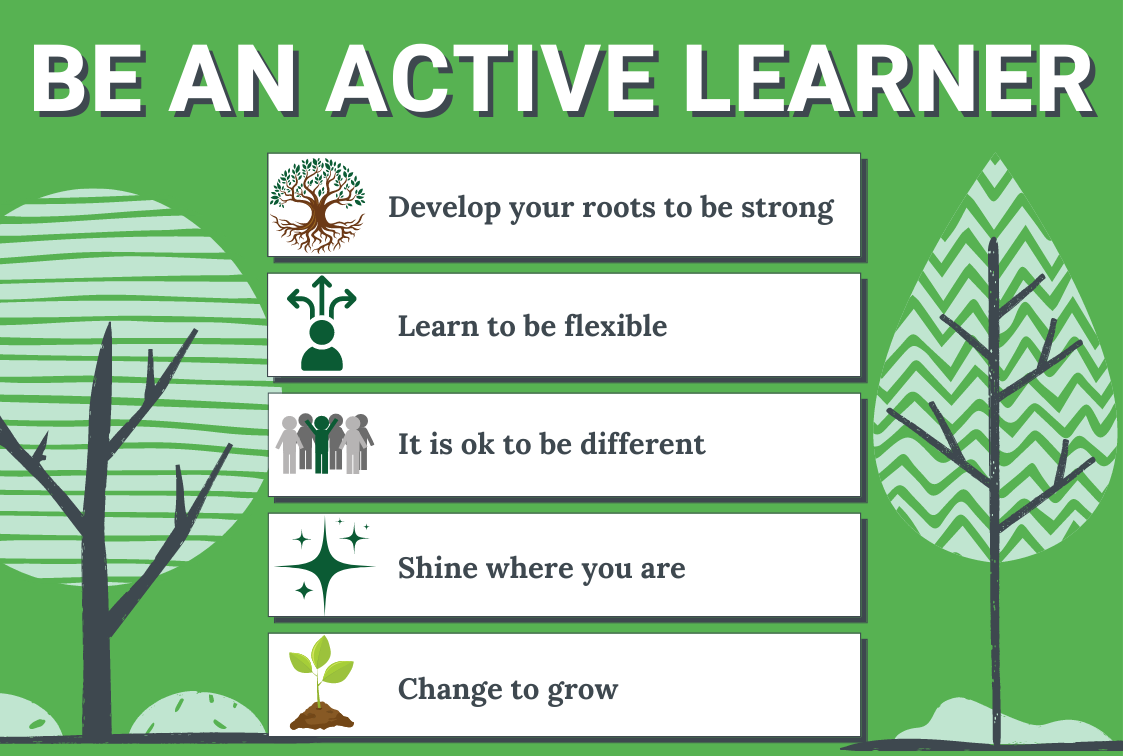 BE AN ACTIVE LEARNER
Develop your roots to be strong
Learn to be flexible
It is ok to be different
Shine where you are
Change to grow